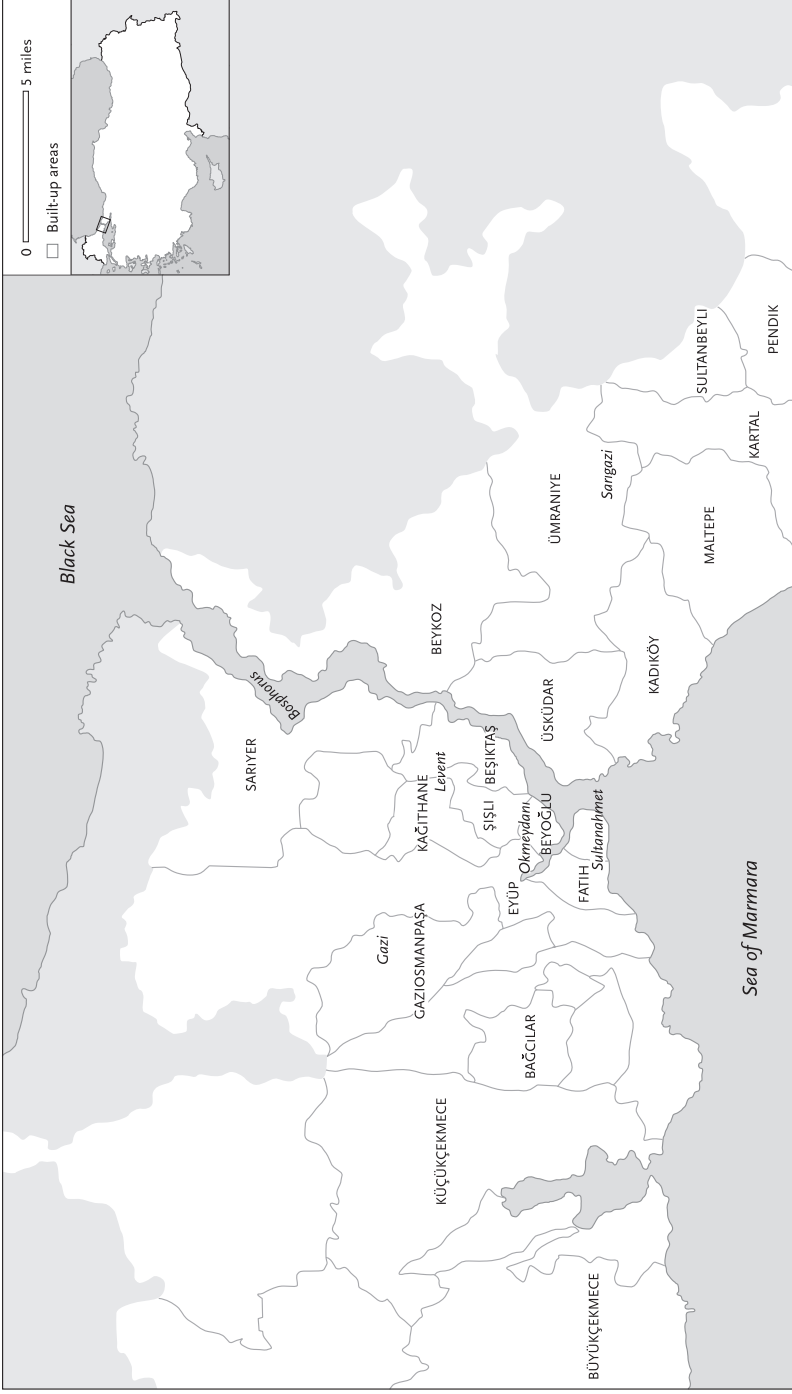 Black Sea
0 5 miles
Built-up areas
Bosphorus
SARIYER
BEYKOZ
Gazi
GAZIOSMANPAŞA
KAĞITHANE
Levent
KÜÇÜKÇEKMECE
ŞIŞLI
BEŞIKTAŞ
ÜMRANIYE
EYÜP
Okmeydanı
BEYOĞLU
ÜSKÜDAR
BAĞCILAR
Sarıgazi
FATIH
Sultanahmet
BÜYÜKÇEKMECE
KADIKÖY
SULTANBEYLI
MALTEPE
KARTAL
PENDIK
Sea of Marmara